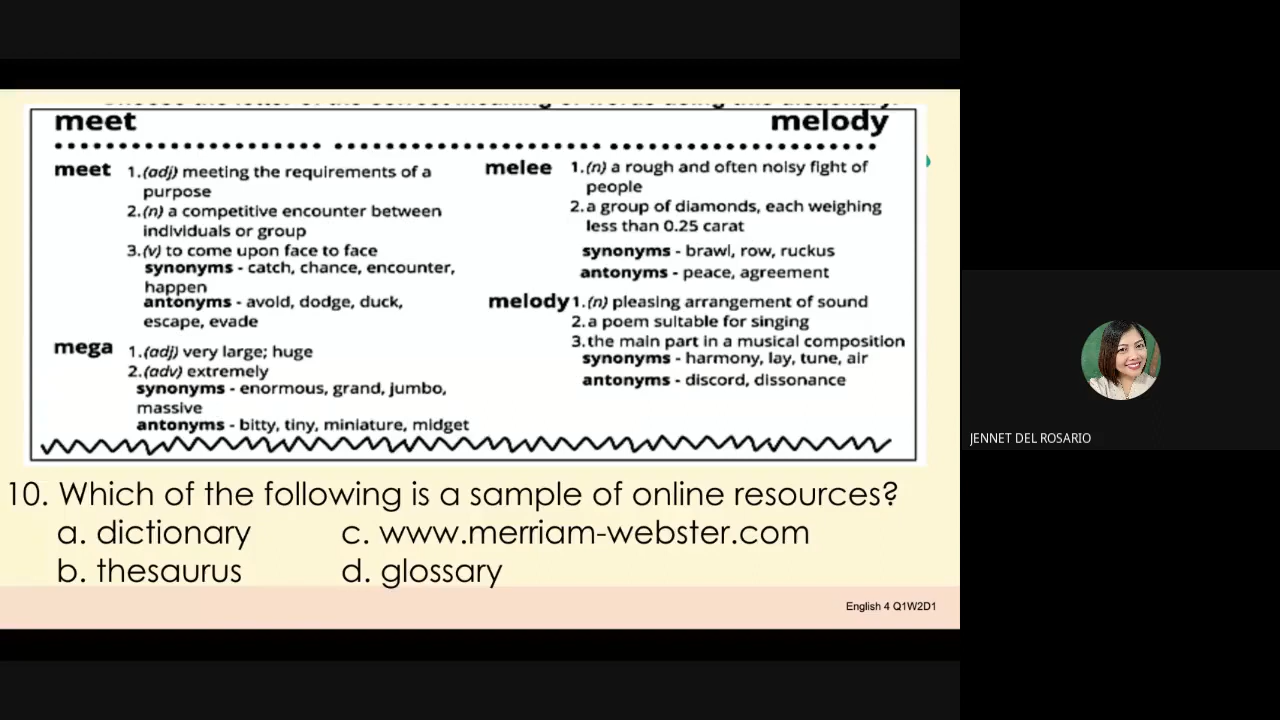 meet melody
meet 1.(adj) meeting the requirements of a
purpose
2.(n) a competitive encounter between
individuals or group
3.(v) to come upon face to face
synonyms - catch, chance, encounter,
happen
antonyms - avoid, dodge, duck,
escape, evade
mega 1.(adj) very large; huge
2.(adv) extremely
synonyms - enormous, grand, jumbo,
massive
antonyms - bitty, tiny, miniature, midget
melee 1.(n) a rough and often noisy fight of
people
2.a group of diamonds, each weighing
less than 0.25 carat
synonyms - brawl, row, ruckus
antonyms - peace, agreement
melody 1.(n) pleasing arrangement of sound
2.a poem suitable for singing
3.the main part in a musical composition
synonyms - harmony, lay, tune, air
antonyms - discord, dissonance
10. Which of the following is a sample of online resources?
a. dictionary c. www.merriam-webster.com
b. thesaurus d. glossary
English 4 Q1W2D1
JENNET DEL ROSARIO